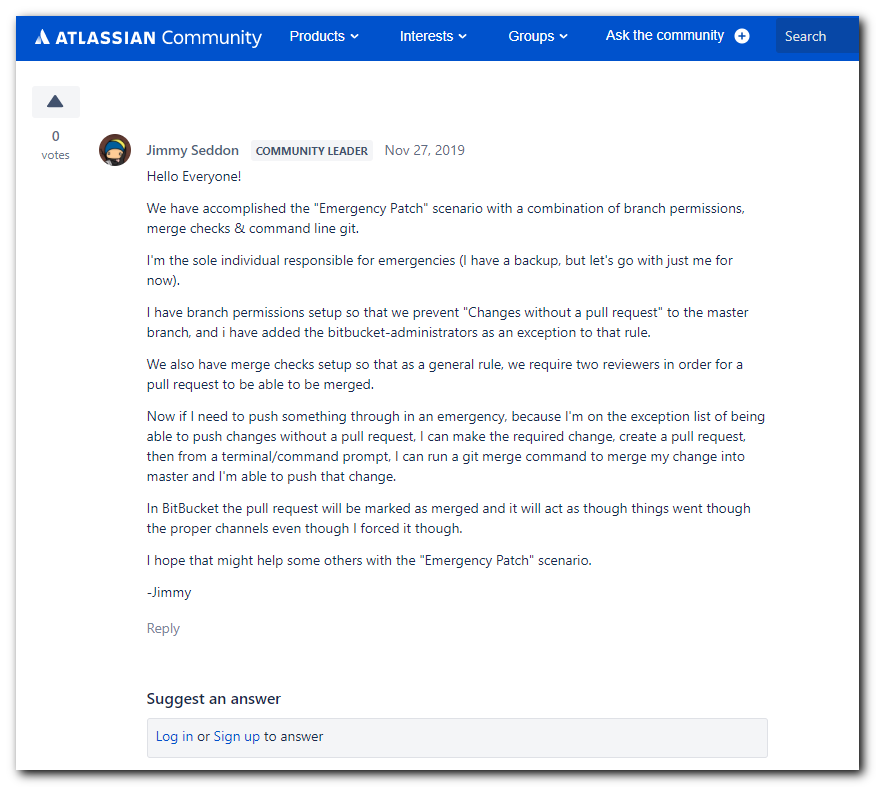 ATLASSIAN Community Products Interests Groups Ask the community Search
0
votes
Jimmy Seddon COMMUNITY LEADER Nov 27, 2019
Hello Everyone!
We have accomplished the "Emergency Patch" scenario with a combination of branch permissions,
merge checks & command line git.
I'm the sole individual responsible for emergencies (I have a backup, but let's go with just me for
now).
I have branch permissions setup so that we prevent "Changes without a pull request" to the master
branch, and i have added the bitbucket-administrators as an exception to that rule.
We also have merge checks setup so that as a general rule, we require two reviewers in order for a
pull request to be able to be merged.
Now if I need to push something through in an emergency, because I'm on the exception list of being
able to push changes without a pull request, I can make the required change, create a pull request,
then from a terminal/command prompt, I can run a git merge command to merge my change into
master and I'm able to push that change.
In BitBucket the pull request will be marked as merged and it will act as though things went though
the proper channels even though I forced it though.
I hope that might help some others with the "Emergency Patch" scenario.
-Jimmy
Reply
Suggest an answer
Log in or Sign up to answer